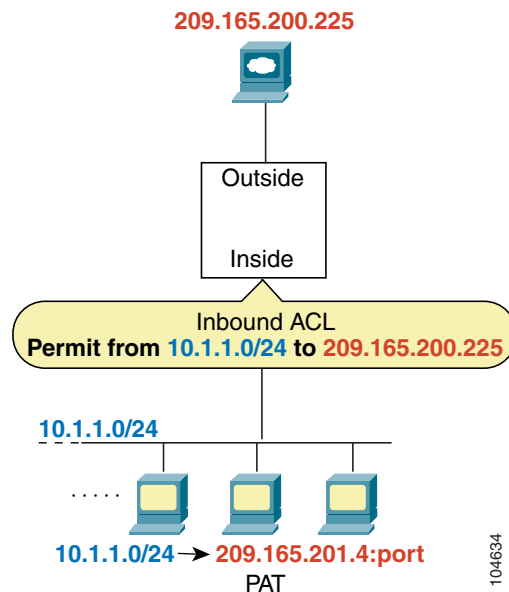 209.165.200.225
Outside
Inside
Inbound ACL
Permit from 10.1.1.0/24 to 209.165.200.225
10.1.1.0/24
10.1.1.0/24 → 209.165.201.4:port
PAT
104634